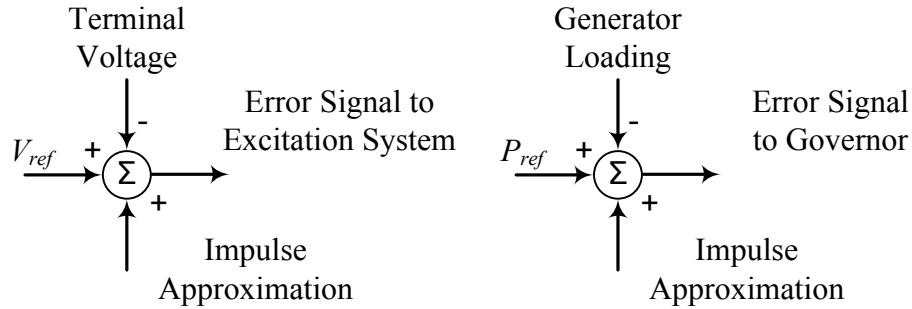 Terminal
Voltage
-
Error Signal to
Excitation System
V_ref
+
Σ
+
Impulse
Approximation
Generator
Loading
-
Error Signal
to Governor
P_ref
+
Σ
+
Impulse
Approximation